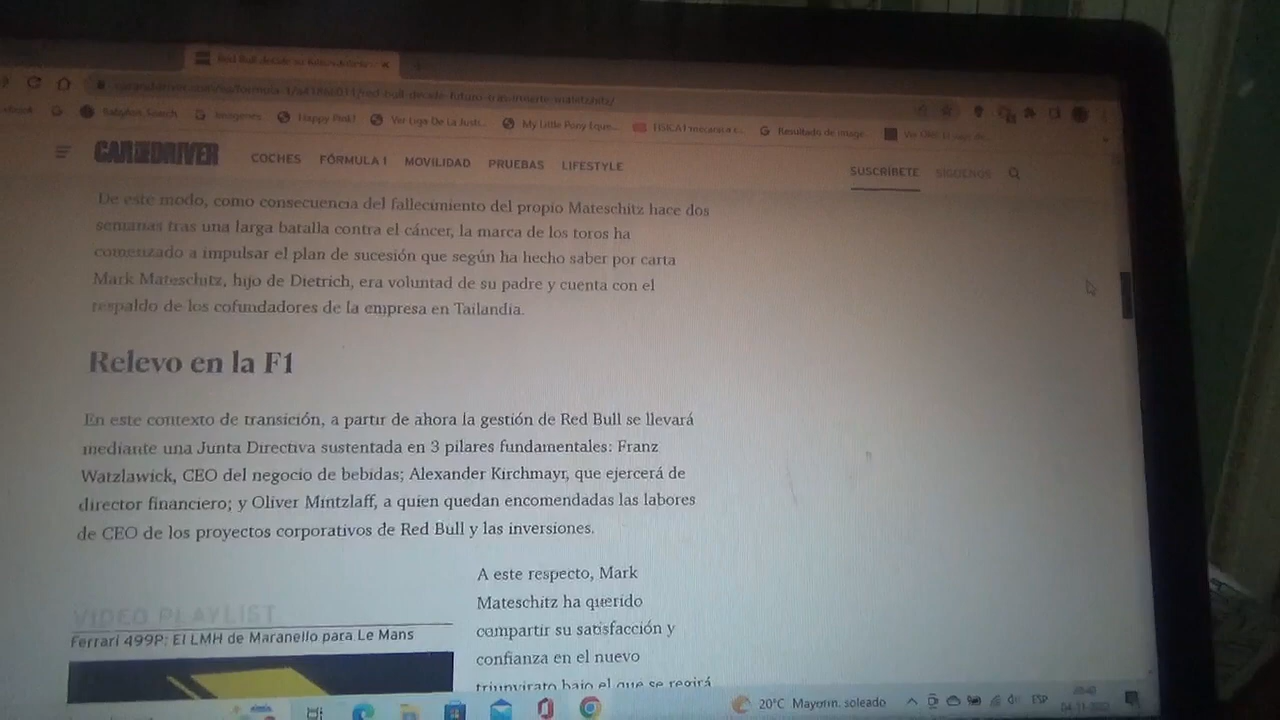 Red Bull decide su
Imagenes
Happy Pink!
Ver Liga De La Justi...
My Little Pony Eque...
Resultado de image
CAR AND DRIVER
COCHES FÓRMULA 1 MOVILIDAD PRUEBAS LIFESTYLE
SUSCRÍBETE SÍGUENOS
De este modo, como consecuencia del fallecimiento del propio Mateschitz hace dos
semanas tras una larga batalla contra el cáncer, la marca de los toros ha
comenzado a impulsar el plan de sucesión que según ha hecho saber por carta
Mark Mateschitz, hijo de Dietrich, era voluntad de su padre y cuenta con el
respaldo de los cofundadores de la empresa en Tailandia.
Relevo en la F1
En este contexto de transición, a partir de ahora la gestión de Red Bull se llevará
mediante una Junta Directiva sustentada en 3 pilares fundamentales: Franz
Watzlawick, CEO del negocio de bebidas; Alexander Kirchmayr, que ejercerá de
director financiero; y Oliver Mintzlaff, a quien quedan encomendadas las labores
de CEO de los proyectos corporativos de Red Bull y las inversiones.
VIDEO PLAYLIST
Ferrari 499P: El LMH de Maranello para Le Mans
A este respecto, Mark
Mateschitz ha querido
compartir su satisfacción y
confianza en el nuevo
triunvirato bajo el que se regirá
20°C Mayorm. soleado
ESP